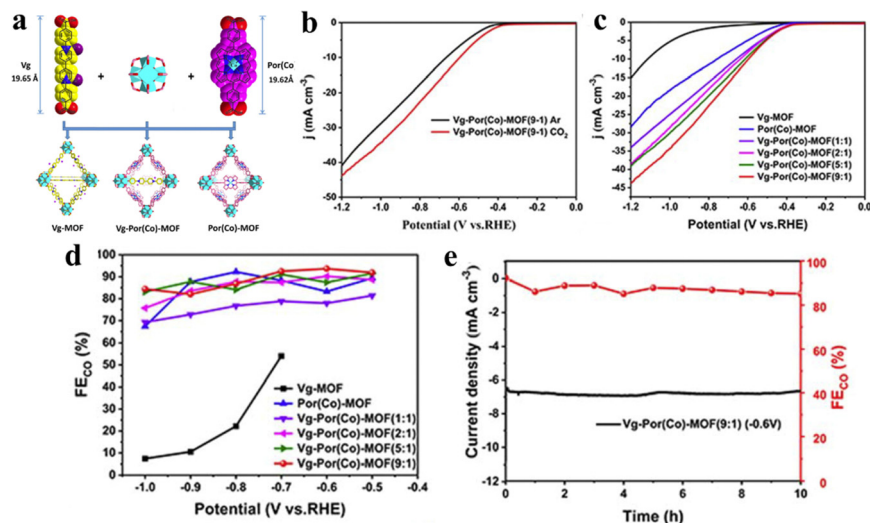 a
Vg
19.65 Å
+
+
Por(Co
19.62Å
Vg-MOF
Vg-Por(Co)-MOF
Por(Co)-MOF
b
j (mA cm⁻³)
0
-5
-10
-15
-20
-25
-30
-35
-40
-45
-50
Vg-Por(Co)-MOF(9-1) Ar
Vg-Por(Co)-MOF(9-1) CO₂
-1.2
-1.0
-0.8
-0.6
-0.4
-0.2
0.0
Potential (V vs.RHE)
c
j (mA cm⁻³)
0
-5
-10
-15
-20
-25
-30
-35
-40
-45
Vg-MOF
Por(Co)-MOF
Vg-Por(Co)-MOF(1:1)
Vg-Por(Co)-MOF(2:1)
Vg-Por(Co)-MOF(5:1)
Vg-Por(Co)-MOF(9:1)
-1.2
-1.0
-0.8
-0.6
-0.4
-0.2
0.0
Potential (V vs.RHE)
d
FE_CO (%)
100
90
80
70
60
50
40
30
20
10
0
Vg-MOF
Por(Co)-MOF
Vg-Por(Co)-MOF(1:1)
Vg-Por(Co)-MOF(2:1)
Vg-Por(Co)-MOF(5:1)
Vg-Por(Co)-MOF(9:1)
-1.0
-0.9
-0.8
-0.7
-0.6
-0.5
Potential (V vs.RHE)
e
Current density (mA cm⁻³)
0
-2
-4
-6
-8
-10
-12
Vg-Por(Co)-MOF(9:1) (-0.6V)
100
80
60
40
20
0
FE_CO (%)
0
2
4
6
8
10
Time (h)